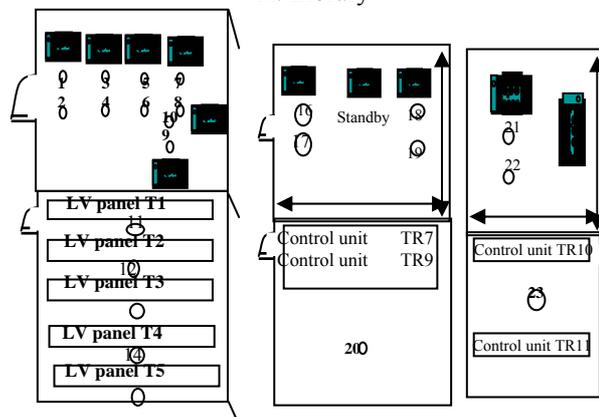 1 3 5 7
2 4 6 8
10
9
LV panel T1
11
LV panel T2
12
LV panel T3
LV panel T4
14
LV panel T5
16 Standby 18
17 19
Control unit TR7
Control unit TR9
20
21
22
Control unit TR10
23
Control unit TR11